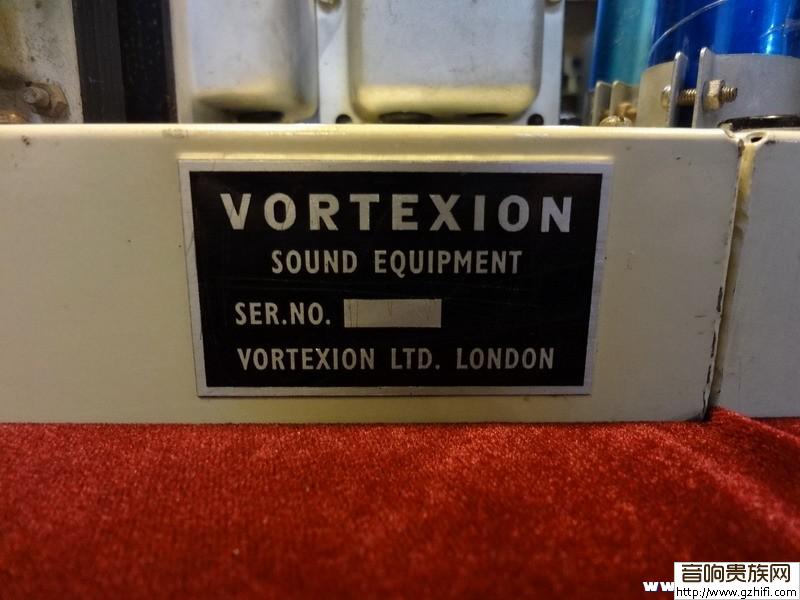 VORTEXION
SOUND EQUIPMENT
SER.NO.
VORTEXION LTD. LONDON
音响贵族网
http://www.gzhifi.com